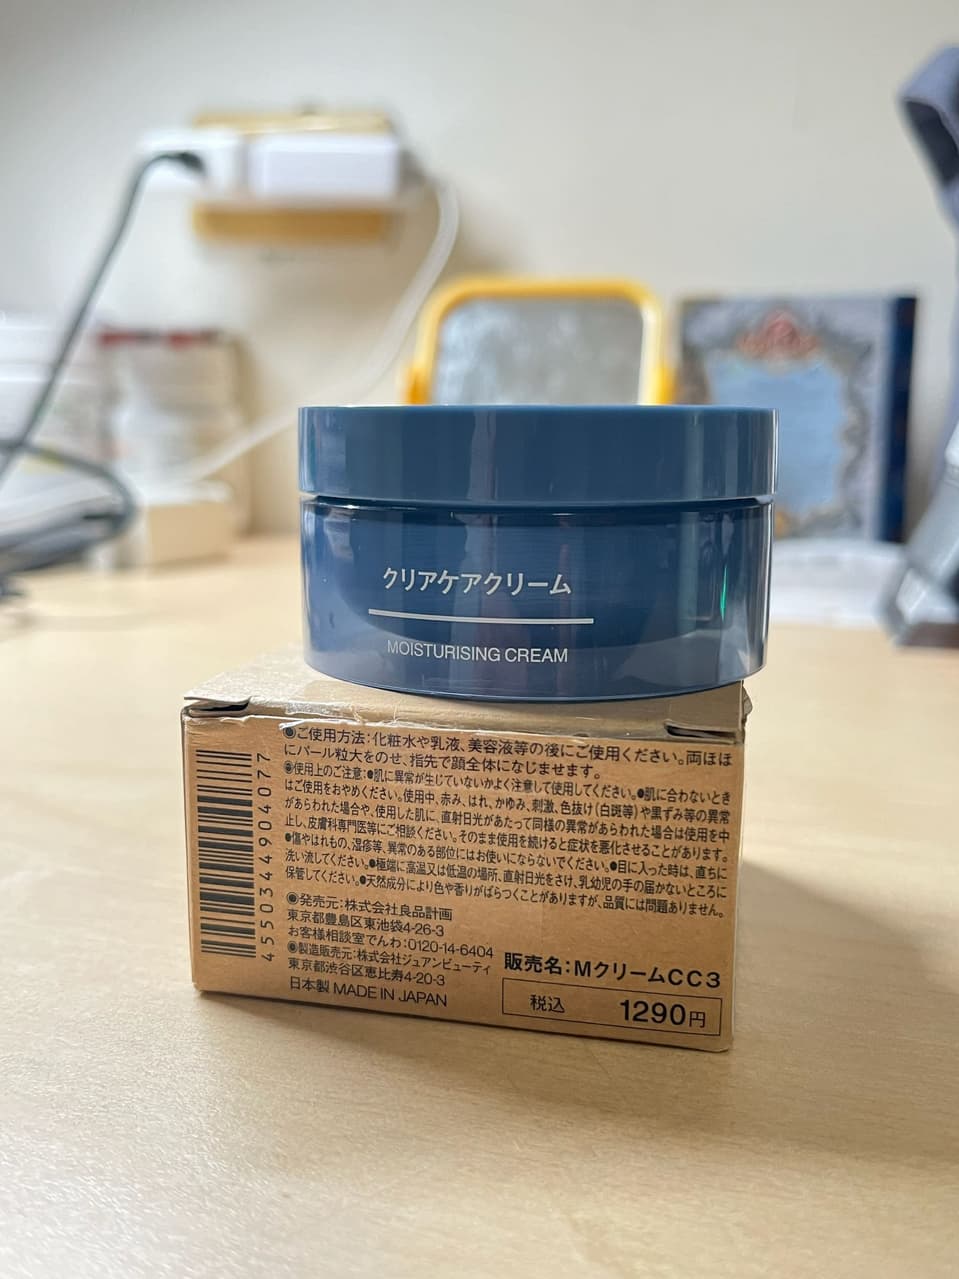 クリアケアクリーム
MOISTURISING CREAM
●ご使用方法：化粧水や乳液、美容液等の後にご使用ください。両ほほ
にパール粒大をのせ、指先で顔全体になじませます。
●使用上のご注意：●肌に異常が生じていないかよく注意して使用してください。●肌に合わないとき
はご使用をおやめください。使用中、赤み、はれ、かゆみ、刺激、色抜け(白斑等)や黒ずみ等の異常
があらわれた場合や、使用した肌に、直射日光があたって同様の異常があらわれた場合は使用を中
止し、皮膚科専門医等にご相談ください。そのまま使用を続けると症状を悪化させることがあります。
●傷やはれもの、湿疹等、異常のある部位にはお使いにならないでください。●目に入った時は、直ちに
洗い流してください。●極端に高温又は低温の場所、直射日光をさけ、乳幼児の手の届かないところに
保管してください。●天然成分により色や香りがばらつくことがありますが、品質には問題ありません。
●発売元：株式会社良品計画
東京都豊島区東池袋4-26-3
お客様相談室でんわ：0120-14-6404
●製造販売元：株式会社ジュアンビューティ
東京都渋谷区恵比寿4-20-3
日本製 MADE IN JAPAN
販売名：MクリームCC3
税込 1290円
4550344904077